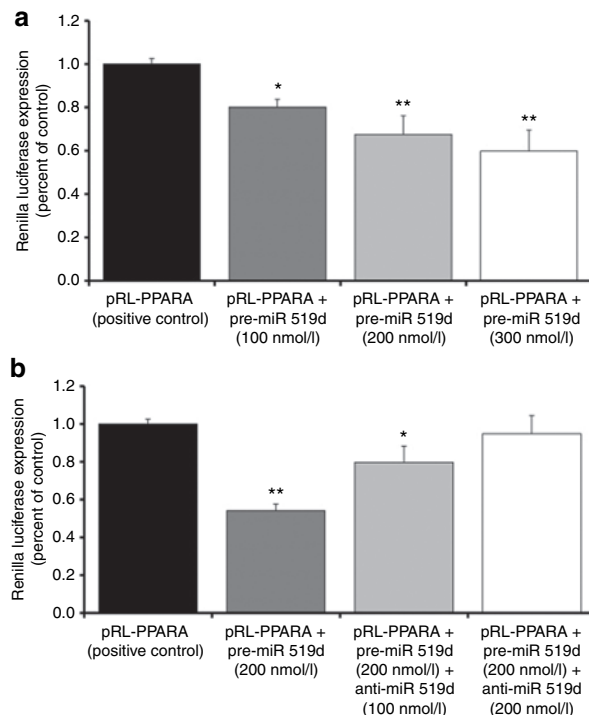 a
Renilla luciferase expression
(percent of control)
1.2
1.0
0.8
0.6
0.4
0.2
0.0
*
**
**
pRL-PPARA
(positive control)
pRL-PPARA +
pre-miR 519d
(100 nmol/l)
pRL-PPARA +
pre-miR 519d
(200 nmol/l)
pRL-PPARA +
pre-miR 519d
(300 nmol/l)
b
Renilla luciferase expression
(percent of control)
1.2
1.0
0.8
0.6
0.4
0.2
0.0
**
*
pRL-PPARA
(positive control)
pRL-PPARA +
pre-miR 519d
(200 nmol/l)
pRL-PPARA +
pre-miR 519d
(200 nmol/l) +
anti-miR 519d
(100 nmol/l)
pRL-PPARA +
pre-miR 519d
(200 nmol/l) +
anti-miR 519d
(200 nmol/l)